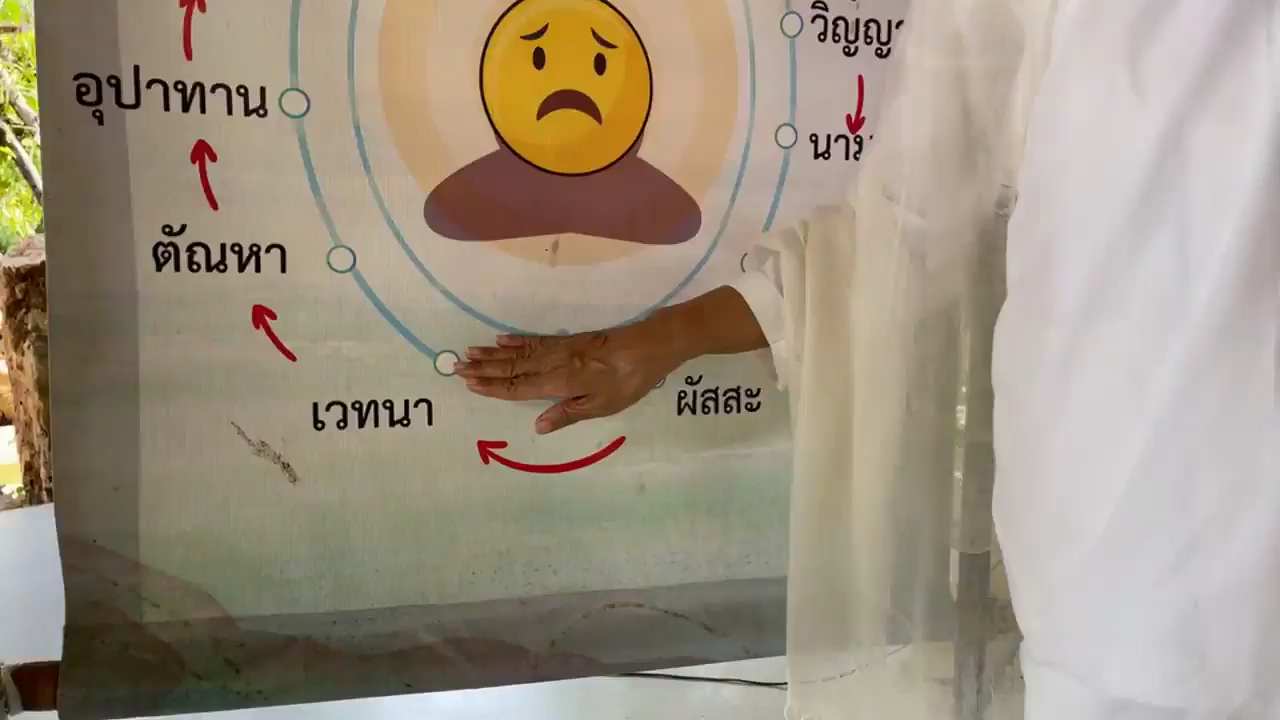 อุปาทาน
ตัณหา
เวทนา
ผัสสะ